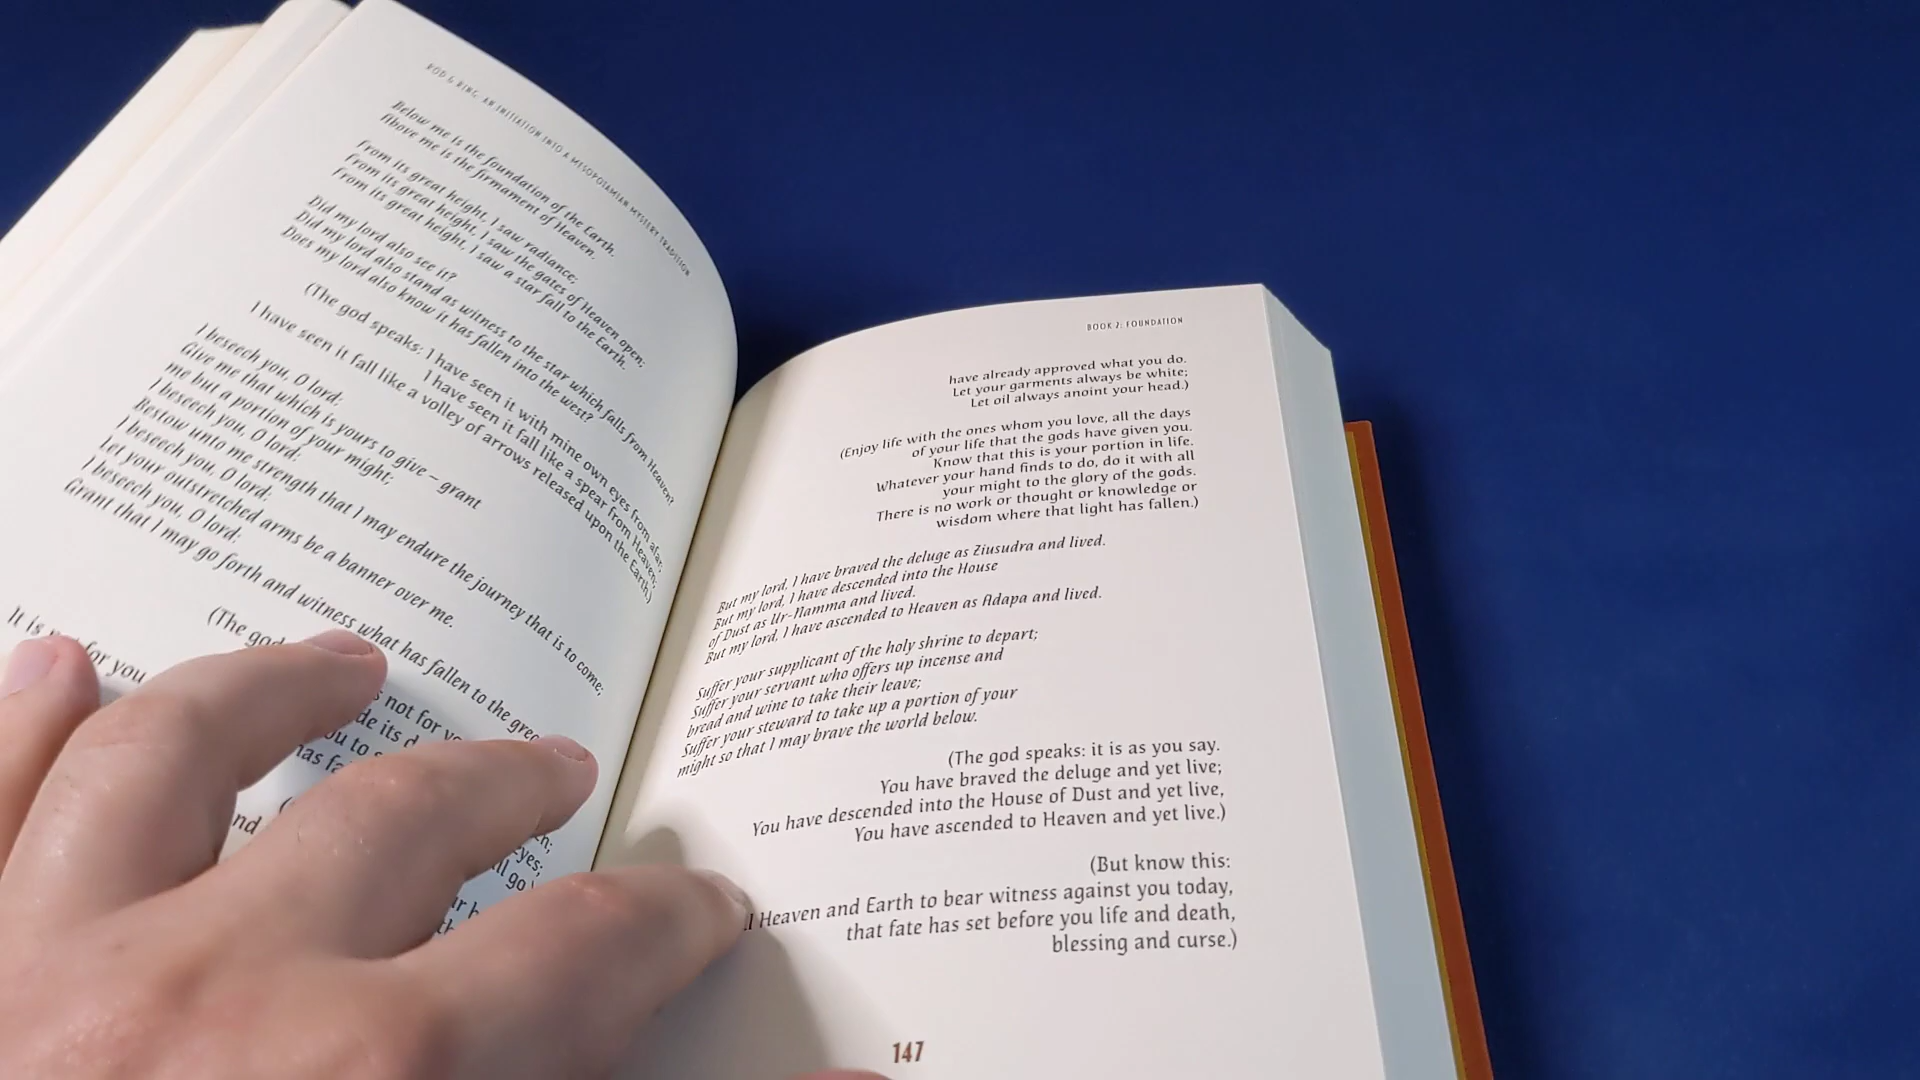 ROD & RING: AN INITIATION INTO A MESOPOTAMIAN MYSTERY TRADITION
Below me is the foundation of the Earth.
Above me is the firmament of Heaven.
From its great height, I saw radiance;
From its great height, I saw the gates of Heaven open;
From its great height, I saw a star fall to the Earth.
Did my lord also see it?
Did my lord also stand as witness to the star which falls from Heaven?
Does my lord also know it has fallen into the west?
(The god speaks: I have seen it with mine own eyes from afar,
I have seen it fall like a spear from Heaven;
I have seen it fall like a volley of arrows released upon the Earth.)
I beseech you, O lord:
Give me that which is yours to give – grant
me but a portion of your might;
I beseech you, O lord:
Bestow unto me strength that I may endure the journey that is to come;
I beseech you, O lord:
Let your outstretched arms be a banner over me.
I beseech you, O lord:
Grant that I may go forth and witness what has fallen to the
(The
It is for you
not for
its
to
has
and
eyes;
go
BOOK 2: FOUNDATION
have already approved what you do.
Let your garments always be white;
Let oil always anoint your head.)
(Enjoy life with the ones whom you love, all the days
of your life that the gods have given you.
Know that this is your portion in life.
Whatever your hand finds to do, do it with all
your might to the glory of the gods.
There is no work or thought or knowledge or
wisdom where that light has fallen.)
But my lord, I have braved the deluge as Ziusudra and lived.
But my lord, I have descended into the House
of Dust as Ur-Namma and lived.
But my lord, I have ascended to Heaven as Adapa and lived.
Suffer your supplicant of the holy shrine to depart;
Suffer your servant who offers up incense and
bread and wine to take their leave;
Suffer your steward to take up a portion of your
might so that I may brave the world below.
(The god speaks: it is as you say.
You have braved the deluge and yet live;
You have descended into the House of Dust and yet live,
You have ascended to Heaven and yet live.)
(But know this:
Heaven and Earth to bear witness against you today,
that fate has set before you life and death,
blessing and curse.)
147